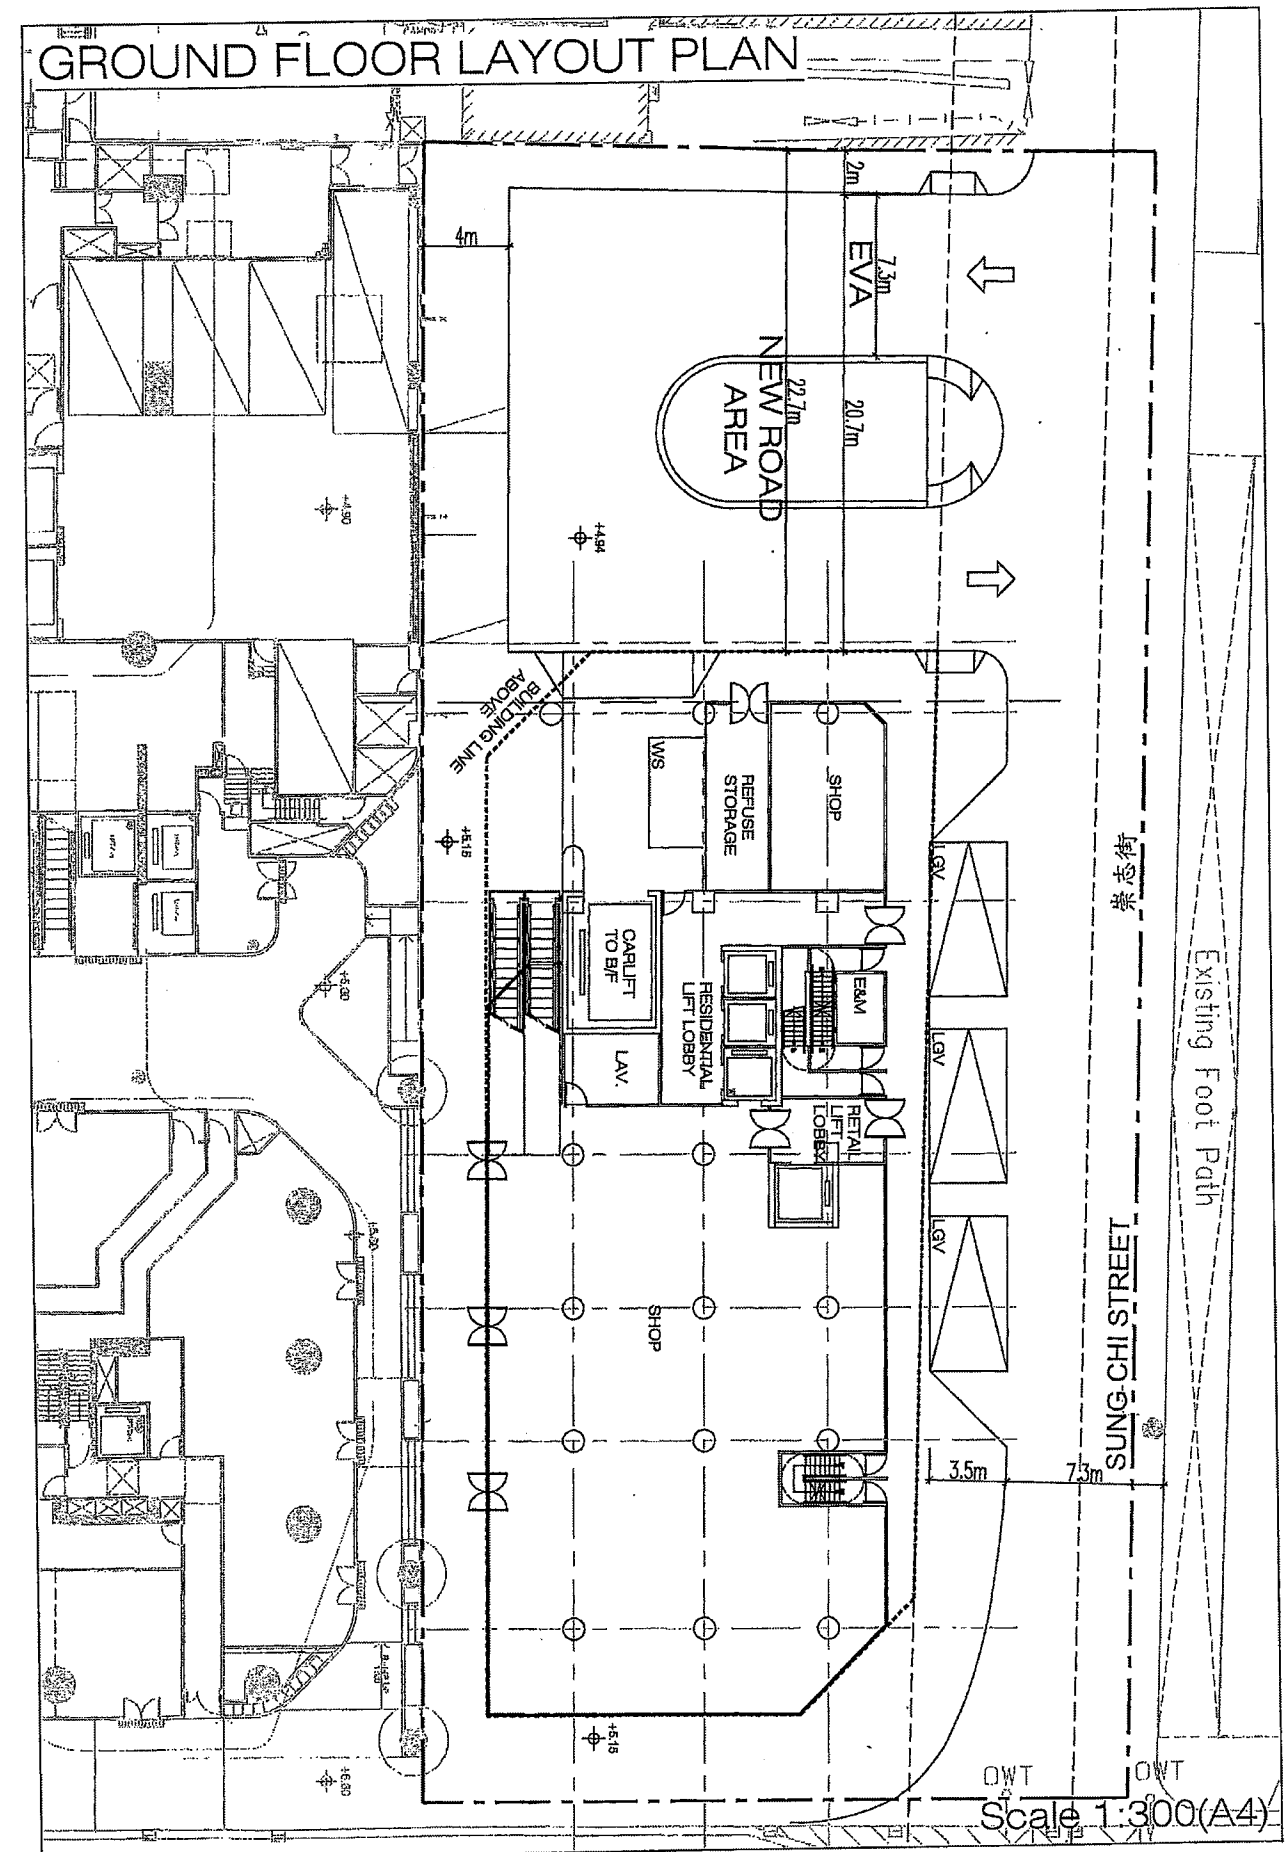 GROUND FLOOR LAYOUT PLAN
2m
4m
EVA
7.3m
NEW ROAD
AREA
22.7m
20.7m
+4.90
+4.94
BUILDING LINE
ABOVE
WS
REFUSE
STORAGE
SHOP
+5.15
LGV
崇志街
CARLIFT
TO B/F
RESIDENTIAL
LIFT LOBBY
E&M
Existing Foot Path
+5.30
LAV.
LGV
RETAIL
LIFT
LOBBY
LGV
SUNG CHI STREET
SHOP
3.5m
7.3m
+5.15
OWT
OWT
Scale 1:300(A4)